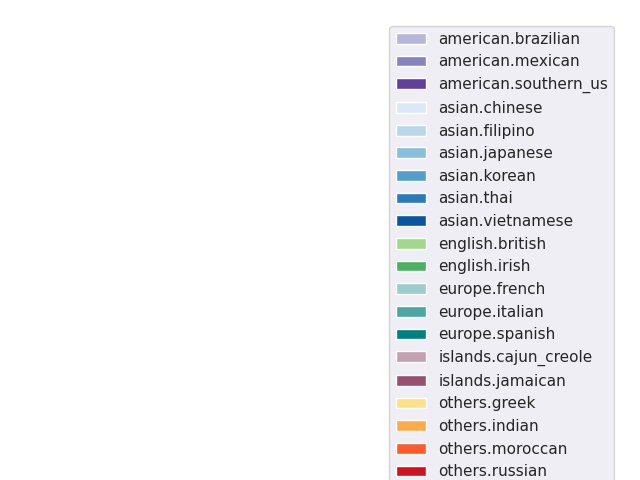 american.brazilian
american.mexican
american.southern_us
asian.chinese
asian.filipino
asian.japanese
asian.korean
asian.thai
asian.vietnamese
english.british
english.irish
europe.french
europe.italian
europe.spanish
islands.cajun_creole
islands.jamaican
others.greek
others.indian
others.moroccan
others.russian